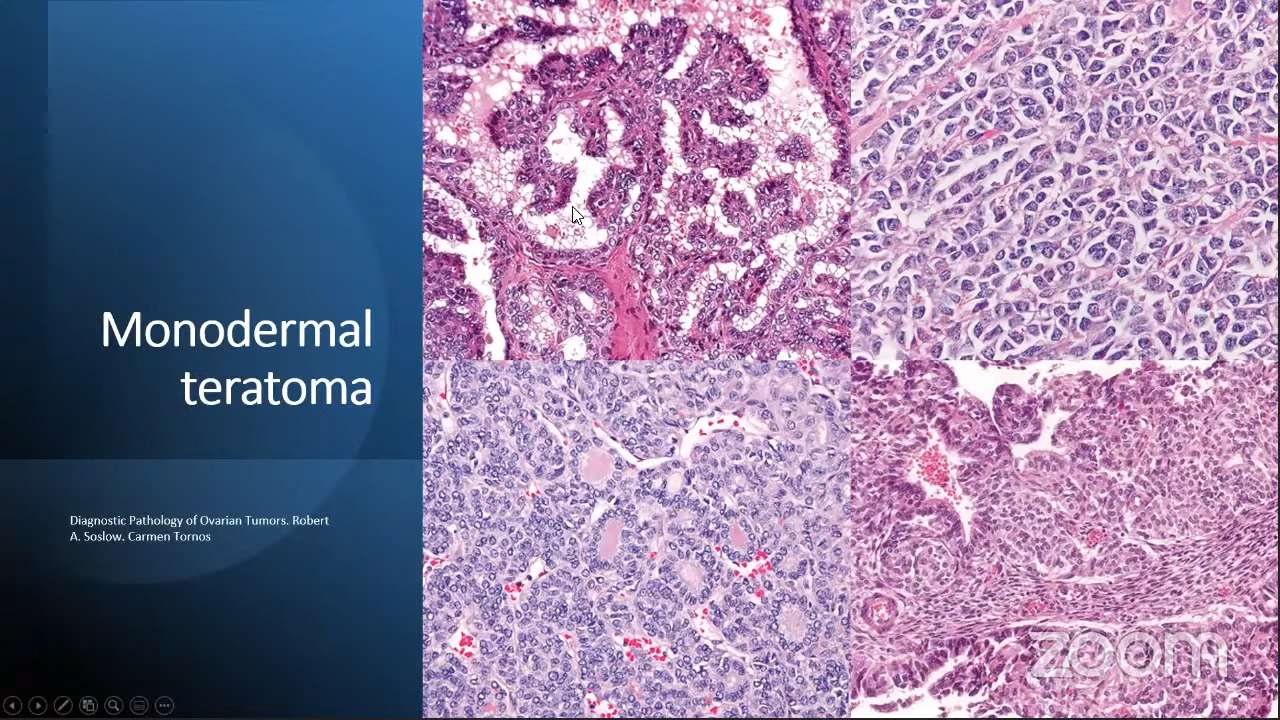 Monodermal
teratoma
Diagnostic Pathology of Ovarian Tumors. Robert
A. Soslow. Carmen Tornos
zoom